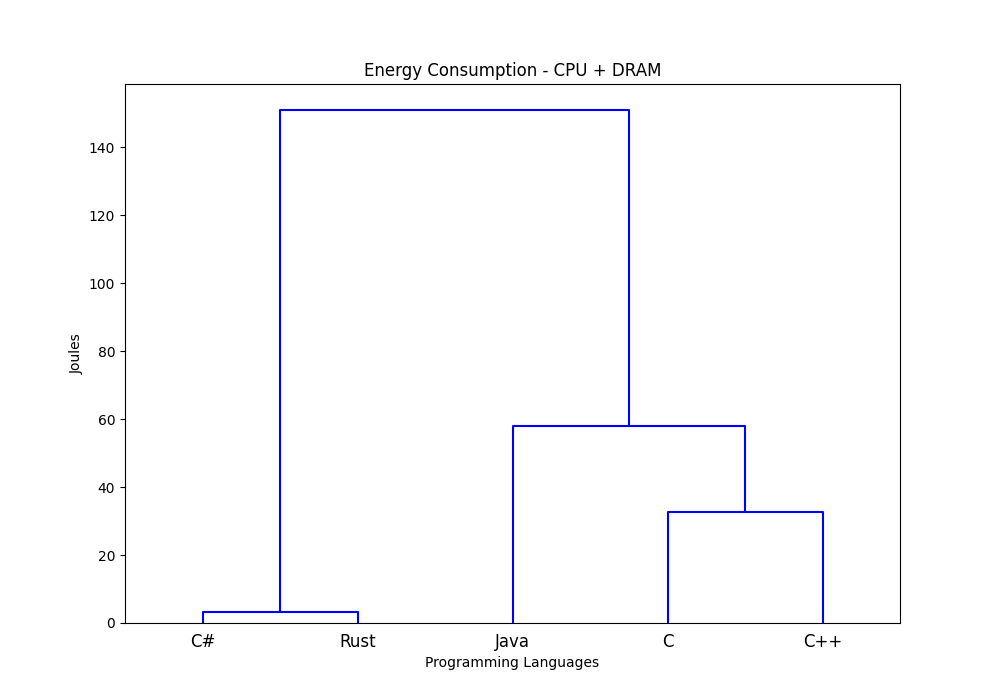 Energy Consumption - CPU + DRAM
140
120
100
80
60
40
20
0
Joules
C# Rust Java C C++
Programming Languages